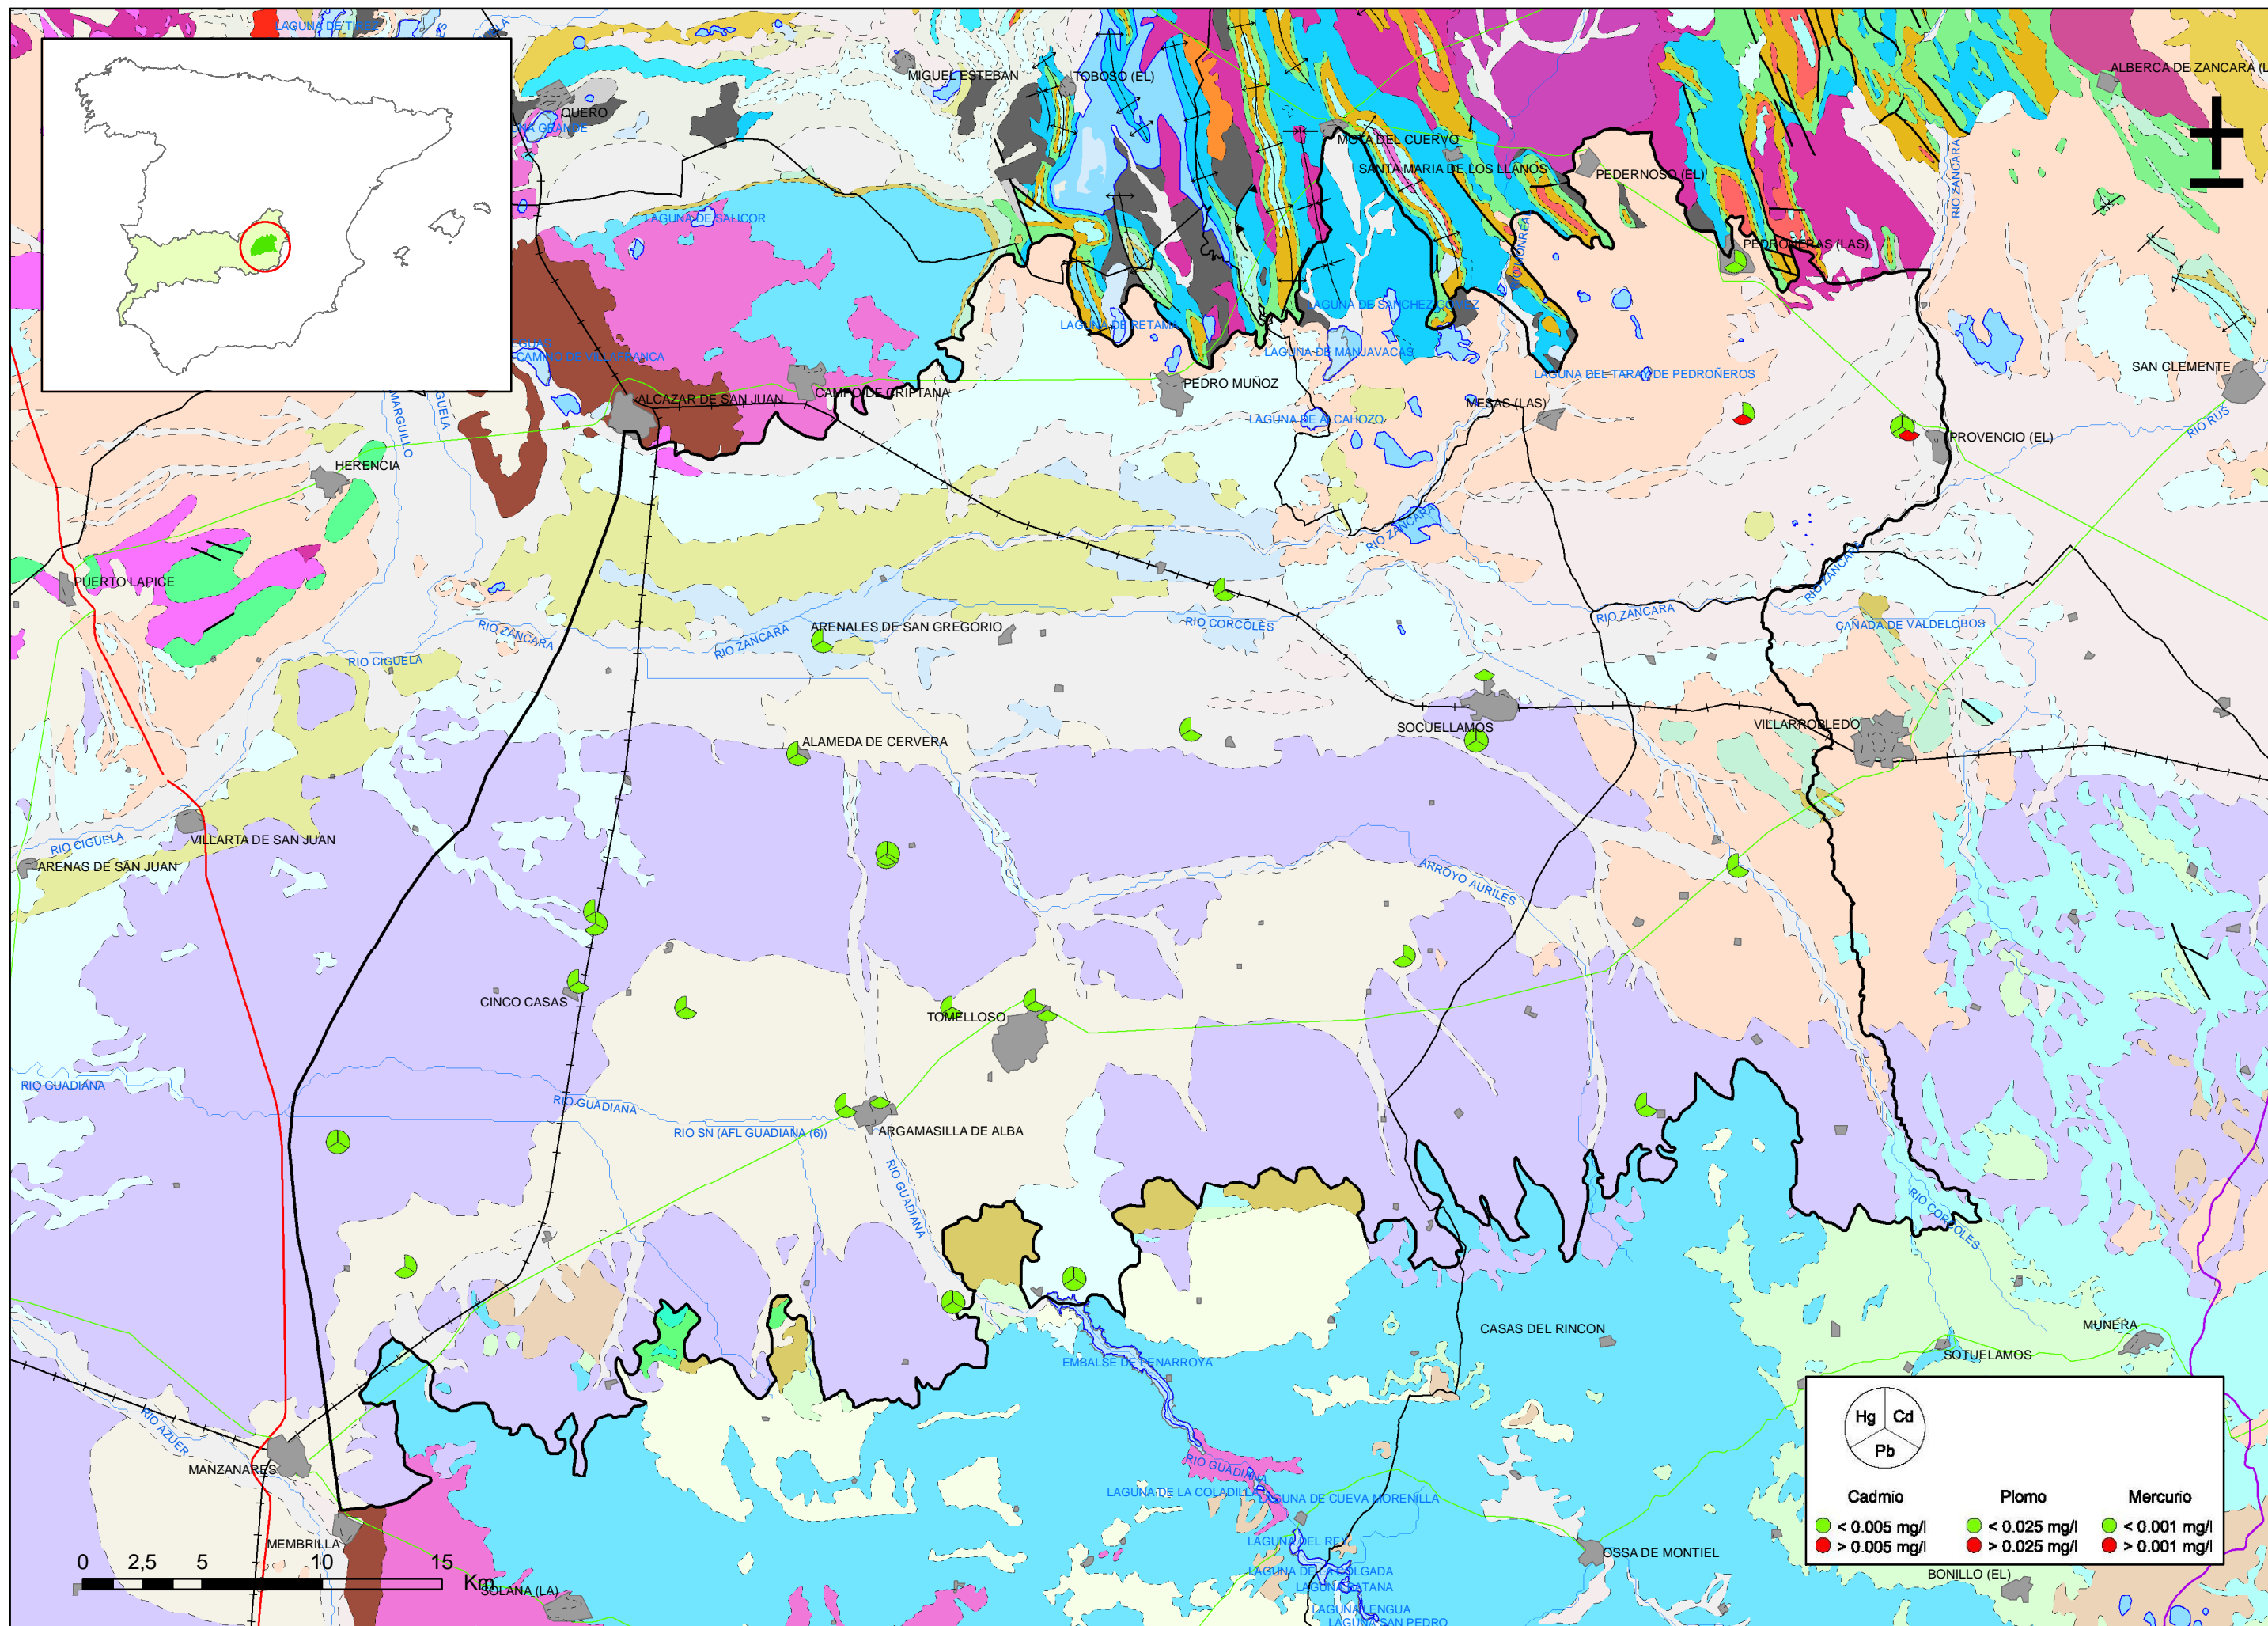 MIGUEL ESTEBAN
TOBOSO (EL)
ALBERCA DE ZANCARA (L
QUERO
MOTA DEL CUERVO
SANTA MARIA DE LOS LLANOS
PEDERNOSO (EL)
RIO ZANCARA
LAGUNA DE SALICOR
PEDROÑERAS (LAS)
LAGUNA DE SANCHEZ GOMEZ
LAGUNA DE RETAMA
CAMINO DE VILLAFRANCA
LAGUNA DE MANJAVACAS
LAGUNA DEL TARAY DE PEDROÑEROS
SAN CLEMENTE
PEDRO MUÑOZ
CAMPO DE CRIPTANA
ALCAZAR DE SAN JUAN
MESAS (LAS)
LAGUNA DE ALCAHOZO
RIO RUS
PROVENCIO (EL)
HERENCIA
RIO ZANCARA
RIO ZANCARA
PUERTO LAPICE
RIO ZANCARA
RIO CORCOLES
CAÑADA DE VALDELOBOS
ARENALES DE SAN GREGORIO
RIO ZANCARA
RIO ZANCARA
RIO CIGUELA
SOCUELLAMOS
VILLARROBLEDO
ALAMEDA DE CERVERA
VILLARTA DE SAN JUAN
RIO CIGUELA
ARENAS DE SAN JUAN
ARROYO AURILES
CINCO CASAS
TOMELLOSO
RIO GUADIANA
RIO GUADIANA
RIO SN (AFL GUADIANA (6))
ARGAMASILLA DE ALBA
RIO GUADIANA
RIO CORCOLES
CASAS DEL RINCON
MUNERA
SOTUELAMOS
EMBALSE DE PEÑARROYA
RIO AZUER
MANZANARES
RIO GUADIANA
LAGUNA DE LA COLADILLA
LAGUNA DE CUEVA MORENILLA
MEMBRILLA
LAGUNA DEL REY
OSSA DE MONTIEL
LAGUNA DE LA COLGADA
LAGUNA BATANA
LAGUNA LENGUA
LAGUNA SAN PEDRO
BONILLO (EL)
SOLANA (LA)
0 2,5 5 10 15
Km
Hg Cd
Pb
Cadmio Plomo Mercurio
< 0.005 mg/l < 0.025 mg/l < 0.001 mg/l
> 0.005 mg/l > 0.025 mg/l > 0.001 mg/l